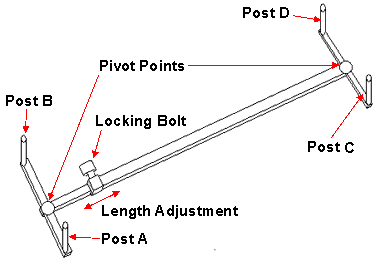 Post D
Pivot Points
Post B
Locking Bolt
Post C
Length Adjustment
Post A